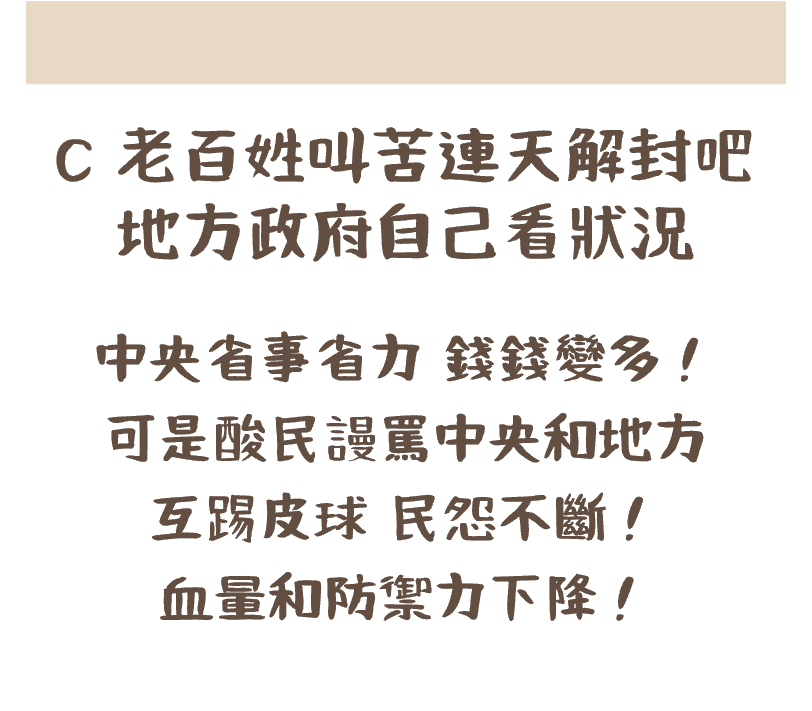 C 老百姓叫苦連天解封吧
地方政府自己看狀況
中央省事省力 錢錢變多！
可是酸民謾罵中央和地方
互踢皮球 民怨不斷！
血量和防禦力下降！